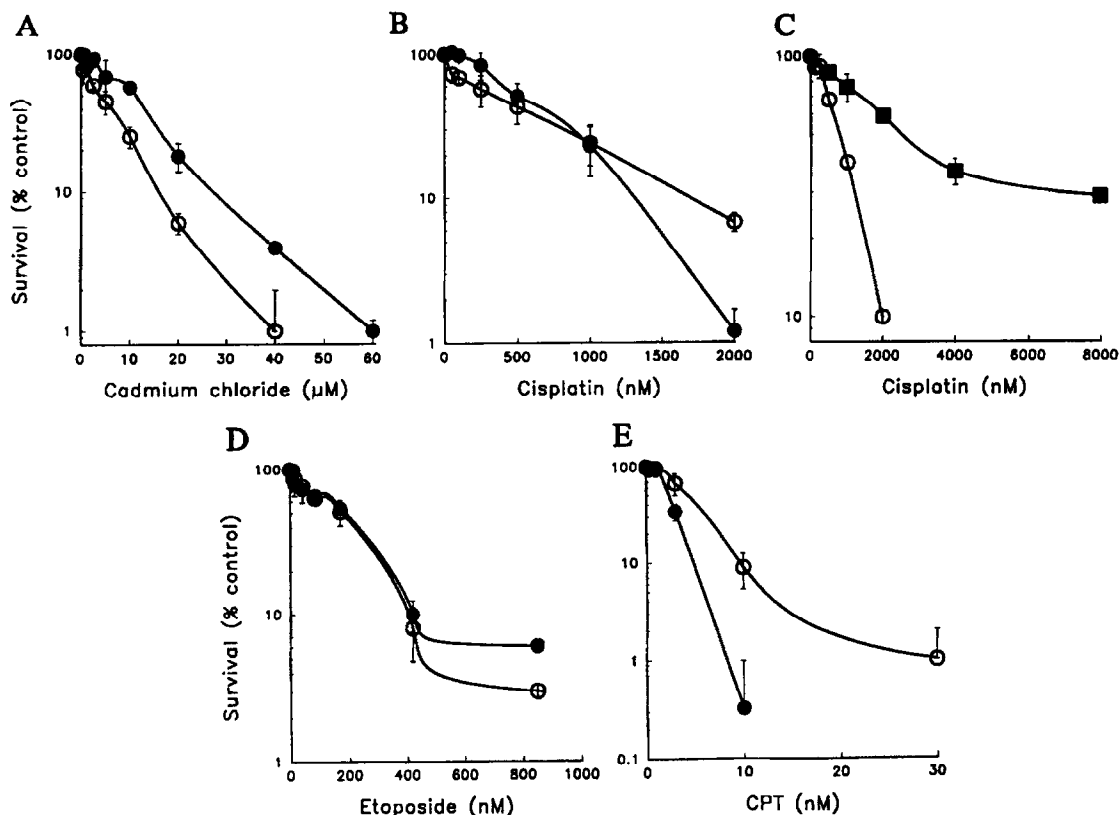 A
B
C
Survival (% control)
100
10
1
0 10 20 30 40 50 60
Cadmium chloride (µM)
100
10
1
0 500 1000 1500 2000
Cisplatin (nM)
100
10
0 2000 4000 6000 8000
Cisplatin (nM)
D
E
Survival (% control)
100
10
1
0 200 400 600 800 1000
Etoposide (nM)
100
10
1
0.1
0 10 20 30
CPT (nM)